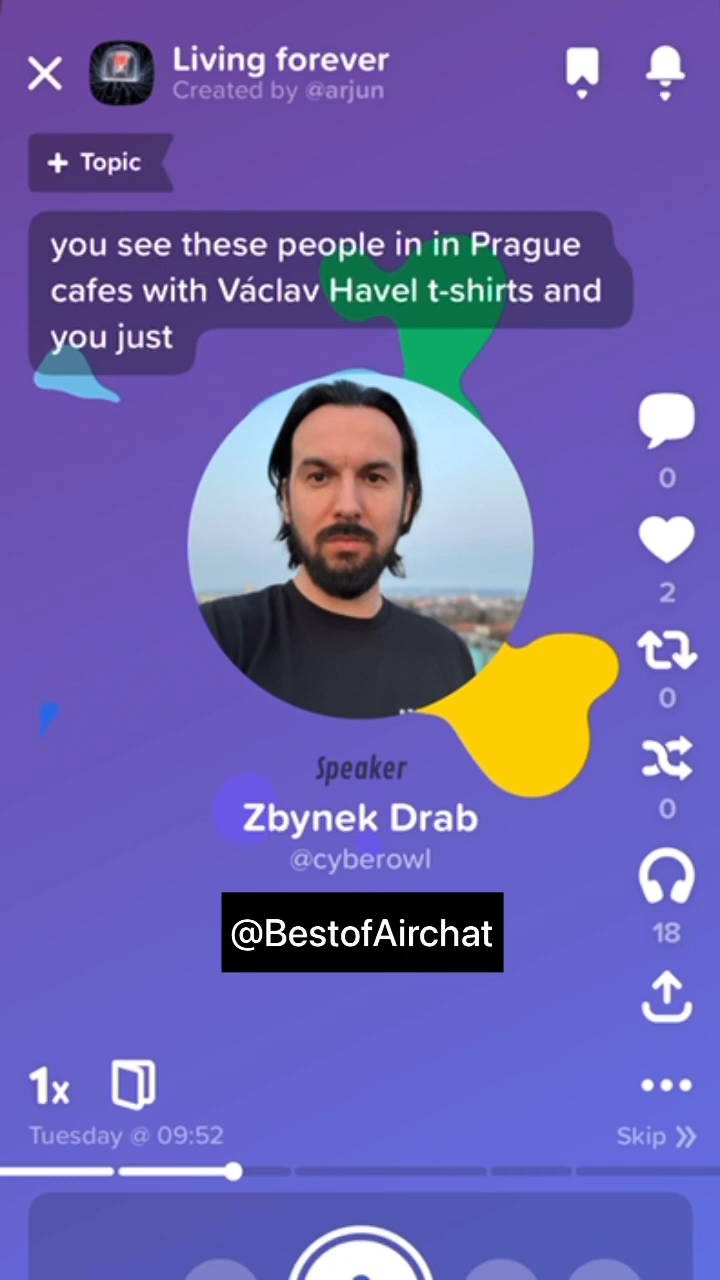 Living forever
Created by @arjun
+ Topic
you see these people in in Prague
cafes with Václav Havel t-shirts and
you just
0
2
0
0
18
Speaker
Zbynek Drab
@cyberowl
@BestofAirchat
1x
Tuesday @ 09:52
Skip